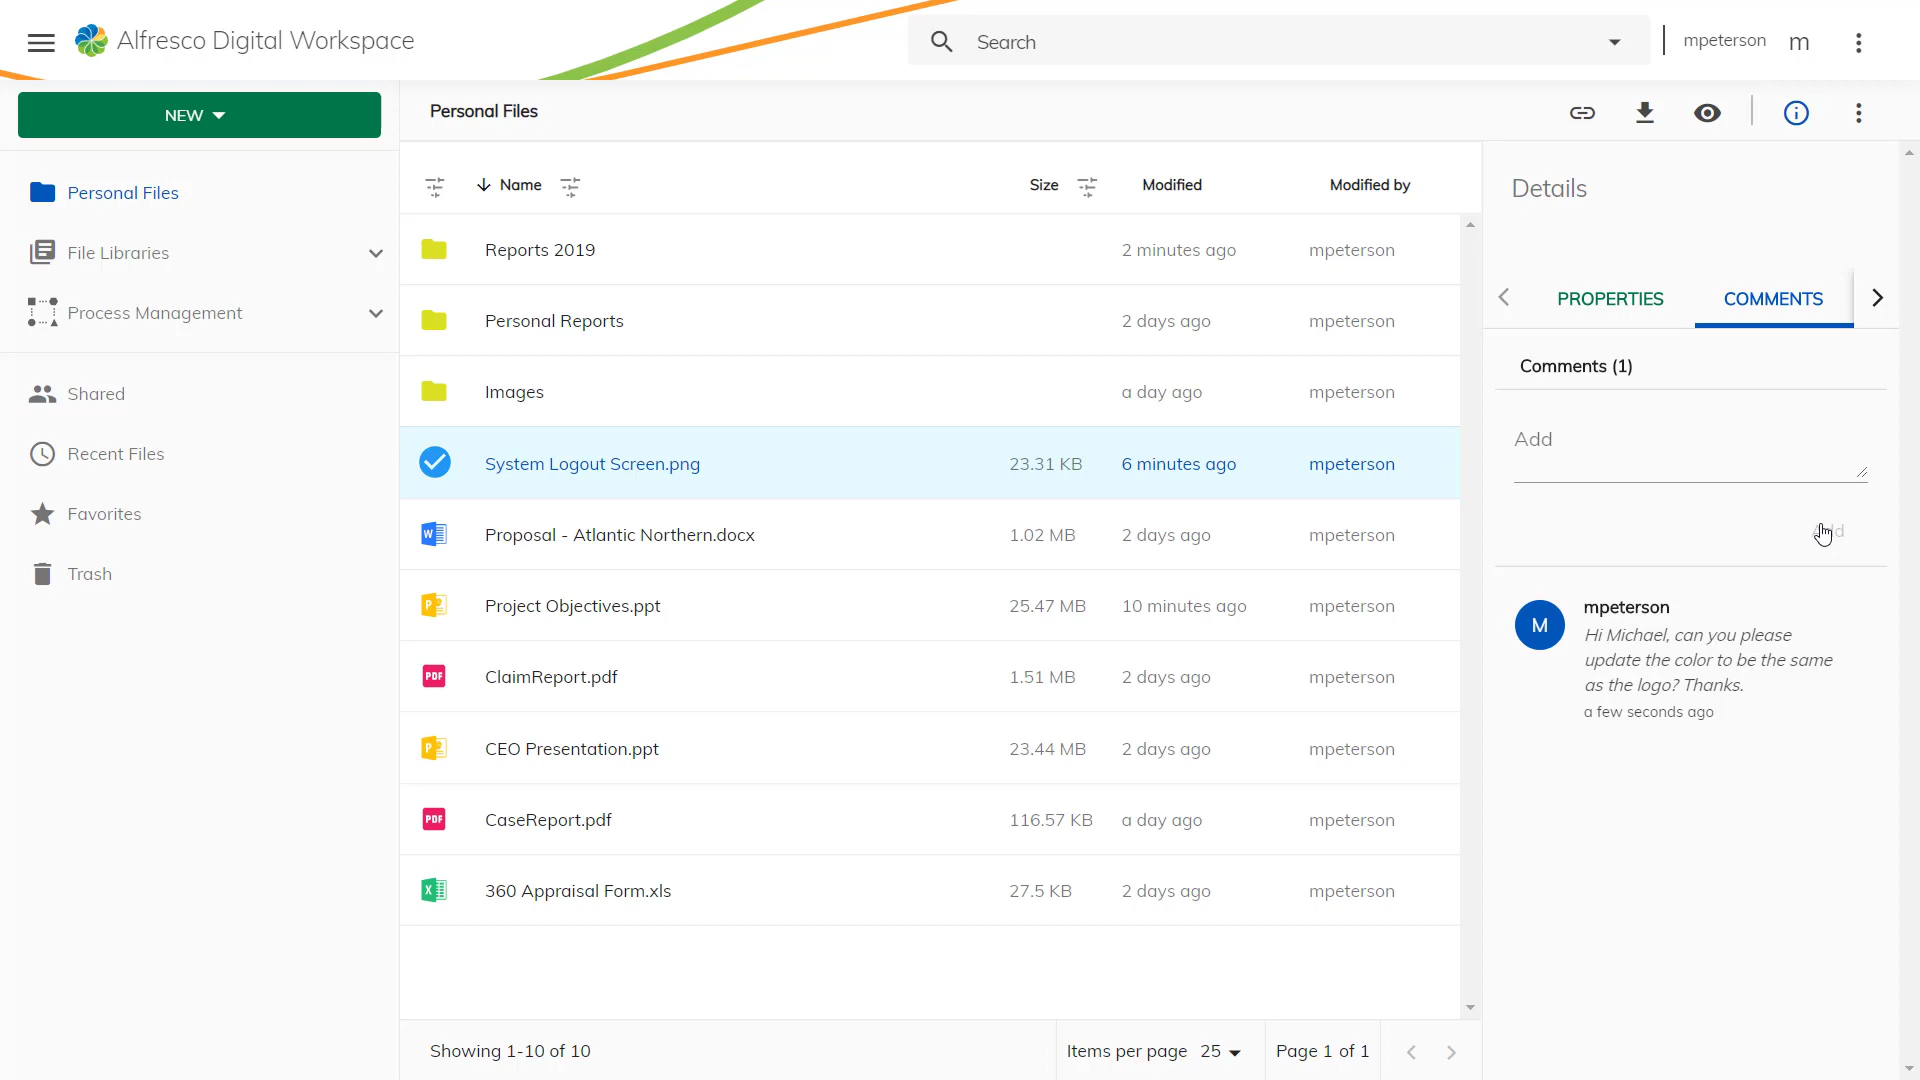 Alfresco Digital Workspace
Search
mpeterson m
NEW
Personal Files
File Libraries
Process Management
Shared
Recent Files
Favorites
Trash
Personal Files
Name Size Modified Modified by
Reports 2019 2 minutes ago mpeterson
Personal Reports 2 days ago mpeterson
Images a day ago mpeterson
System Logout Screen.png 23.31 KB 6 minutes ago mpeterson
W Proposal - Atlantic Northern.docx 1.02 MB 2 days ago mpeterson
P Project Objectives.ppt 25.47 MB 10 minutes ago mpeterson
PDF ClaimReport.pdf 1.51 MB 2 days ago mpeterson
P CEO Presentation.ppt 23.44 MB 2 days ago mpeterson
PDF CaseReport.pdf 116.57 KB a day ago mpeterson
X 360 Appraisal Form.xls 27.5 KB 2 days ago mpeterson
Showing 1-10 of 10 Items per page 25 Page 1 of 1
Details
PROPERTIES COMMENTS
Comments (1)
Add
M
mpeterson
Hi Michael, can you please
update the color to be the same
as the logo? Thanks.
a few seconds ago